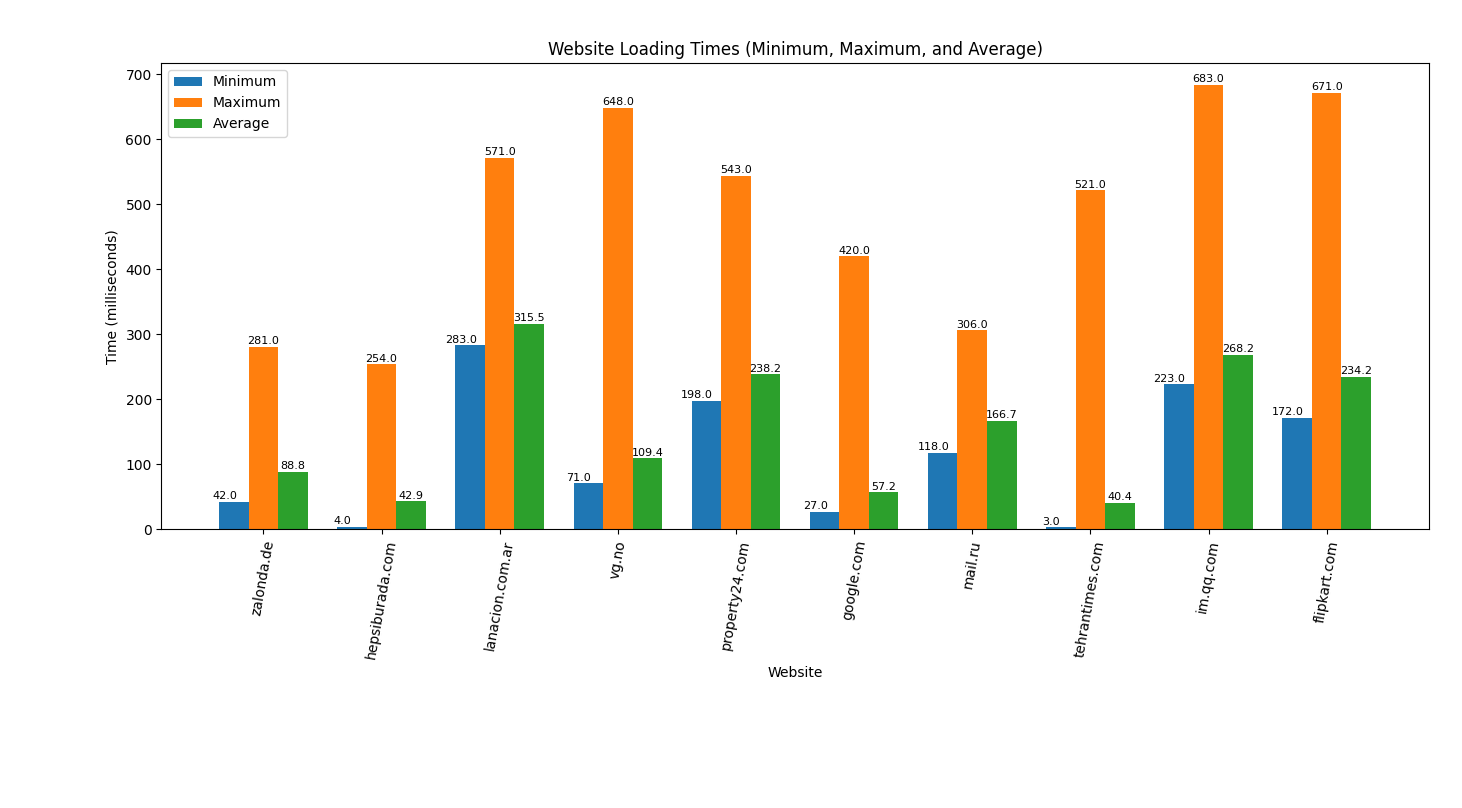 Website Loading Times (Minimum, Maximum, and Average)
Minimum
Maximum
Average
Time (milliseconds)
700
600
500
400
300
200
100
0
42.0
281.0
88.8
4.0
254.0
42.9
283.0
571.0
315.5
71.0
648.0
109.4
198.0
543.0
238.2
27.0
420.0
57.2
118.0
306.0
166.7
3.0
521.0
40.4
223.0
683.0
268.2
172.0
671.0
234.2
zalonda.de
hepsiburada.com
lanacion.com.ar
vg.no
property24.com
google.com
mail.ru
tehrantimes.com
im.qq.com
flipkart.com
Website